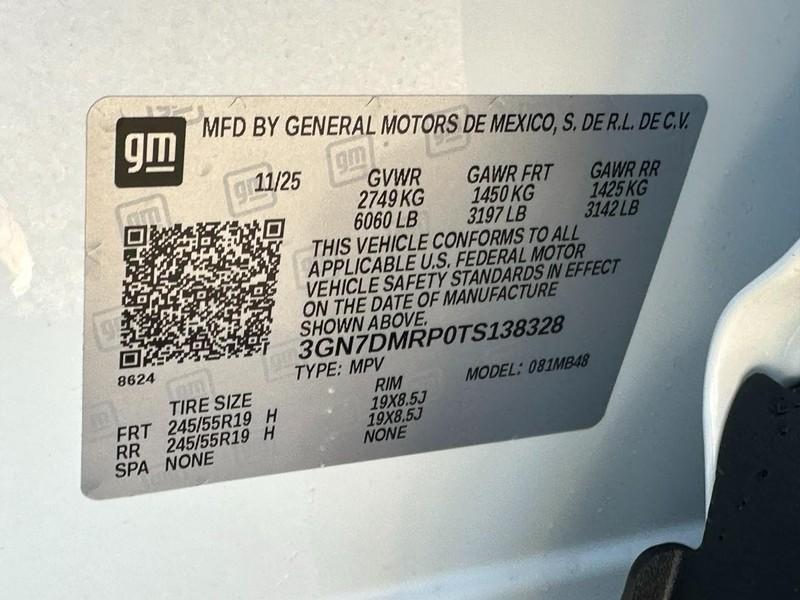 gm MFD BY GENERAL MOTORS DE MEXICO, S. DE R.L. DE C.V.
11/25 GVWR GAWR FRT GAWR RR
2749 KG 1450 KG 1425 KG
6060 LB 3197 LB 3142 LB
THIS VEHICLE CONFORMS TO ALL
APPLICABLE U.S. FEDERAL MOTOR
VEHICLE SAFETY STANDARDS IN EFFECT
ON THE DATE OF MANUFACTURE
SHOWN ABOVE.
3GN7DMRP0TS138328
8624 TYPE: MPV MODEL: 081MB48
TIRE SIZE RIM
FRT 245/55R19 H 19X8.5J
RR 245/55R19 H 19X8.5J
SPA NONE NONE